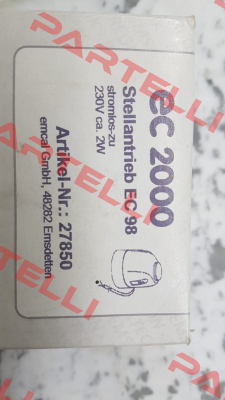 ec 2000
Stellantrieb EC 98
stromlos-zu
230V ca. 2W
Artikel-Nr.: 27850
emcal GmbH, 48282 Emsdetten
PARTELLI
PARTELLI
PARTELLI